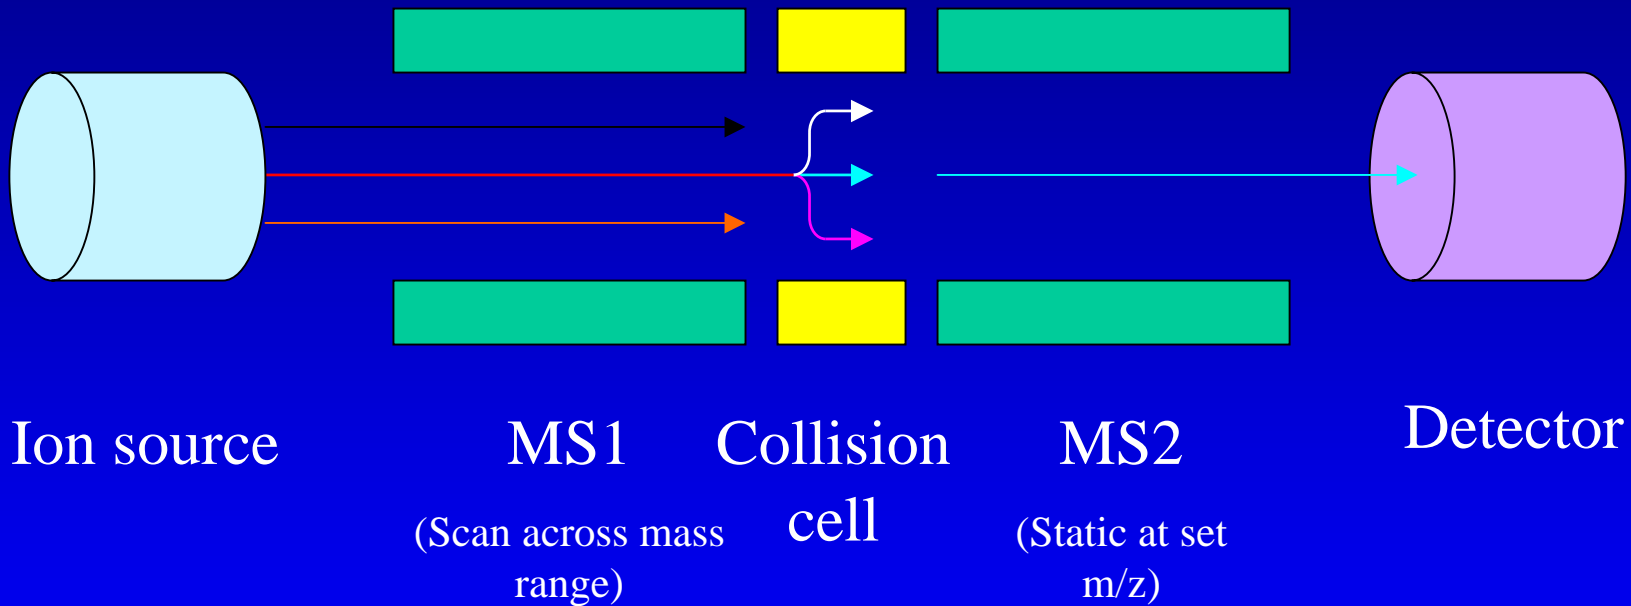 Ion source
MS1
(Scan across mass
range)
Collision
cell
MS2
(Static at set
m/z)
Detector